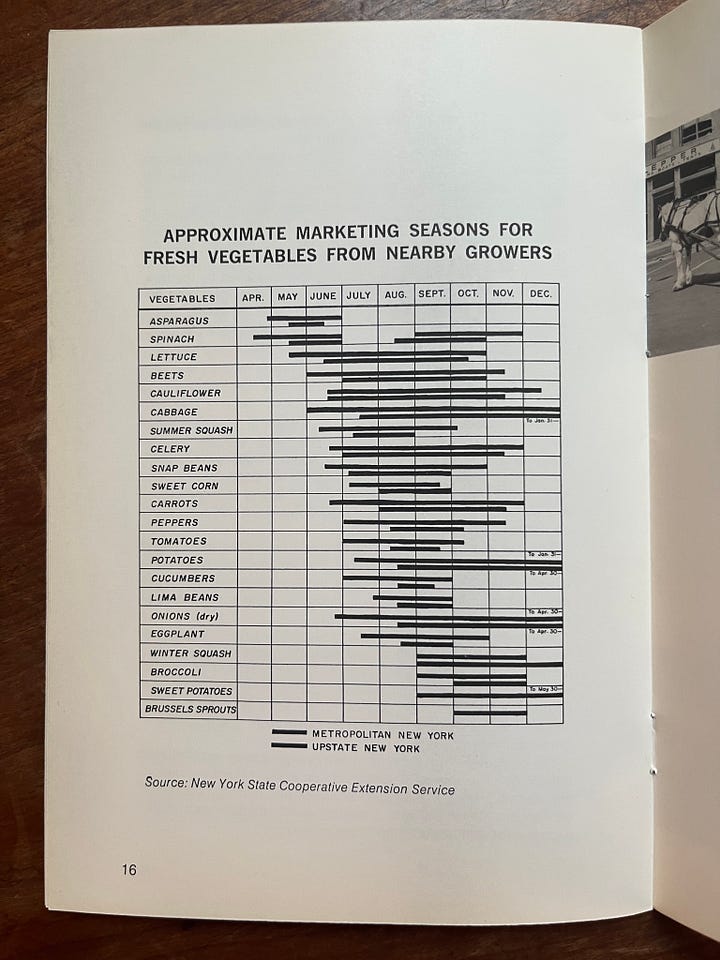 APPROXIMATE MARKETING SEASONS FOR
FRESH VEGETABLES FROM NEARBY GROWERS
VEGETABLES APR. MAY JUNE JULY AUG. SEPT. OCT. NOV. DEC.
ASPARAGUS
SPINACH
LETTUCE
BEETS
CAULIFLOWER
CABBAGE
To Jan 31—
SUMMER SQUASH
CELERY
SNAP BEANS
SWEET CORN
CARROTS
PEPPERS
TOMATOES
To Jan 31—
POTATOES
To Apr 30—
CUCUMBERS
LIMA BEANS
To Apr 30—
ONIONS (dry)
To Apr 30—
EGGPLANT
WINTER SQUASH
BROCCOLI
To May 30—
SWEET POTATOES
BRUSSELS SPROUTS
METROPOLITAN NEW YORK
UPSTATE NEW YORK
Source: New York State Cooperative Extension Service
16
EPPER